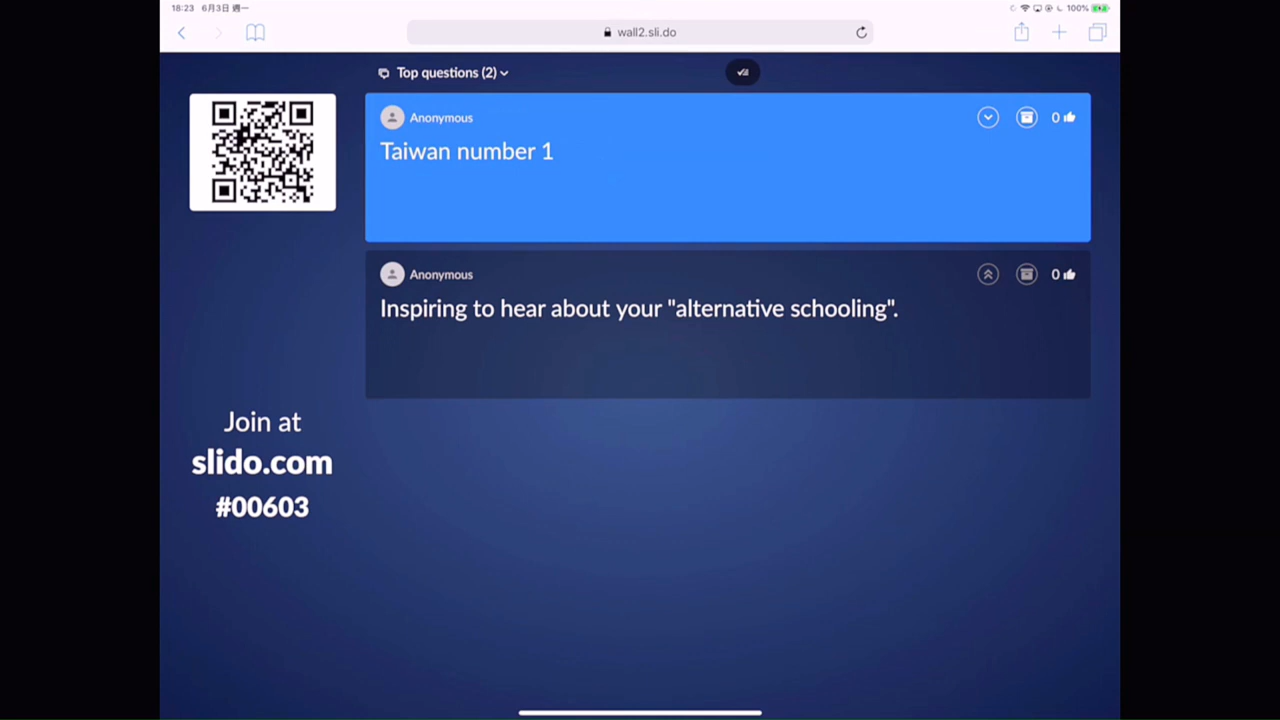 18:23 6月3日 週一
100%
wall2.sli.do
Top questions (2)
Anonymous
0
Taiwan number 1
Anonymous
0
Inspiring to hear about your "alternative schooling".
Join at
slido.com
#00603